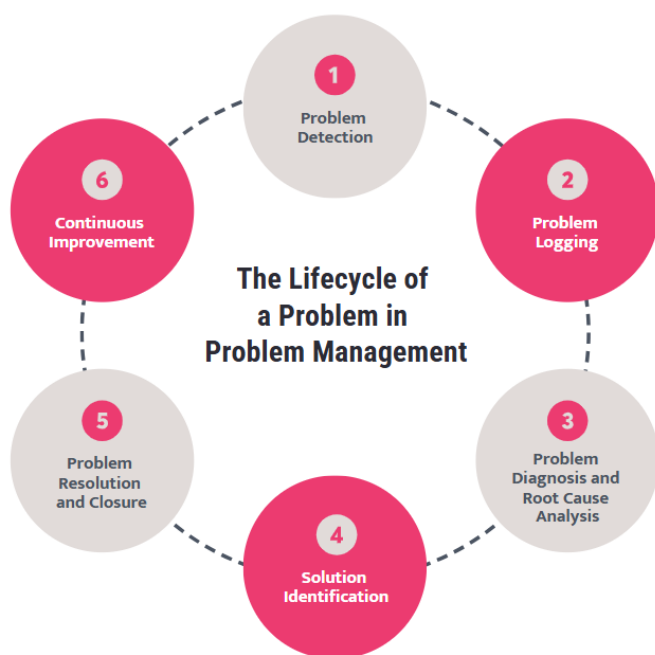 1
Problem
Detection
2
Problem
Logging
3
Problem
Diagnosis and
Root Cause
Analysis
4
Solution
Identification
5
Problem
Resolution
and Closure
6
Continuous
Improvement
The Lifecycle of
a Problem in
Problem Management